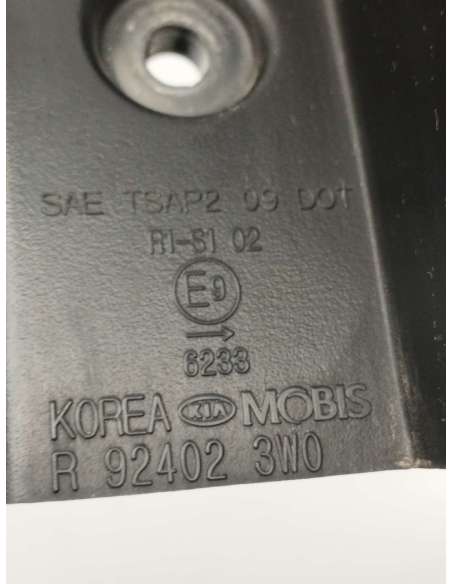 SAE TSAP2 09 DOT
R1-S1 02
E9
6233
KOREA KIA MOBIS
R 92402 3W0